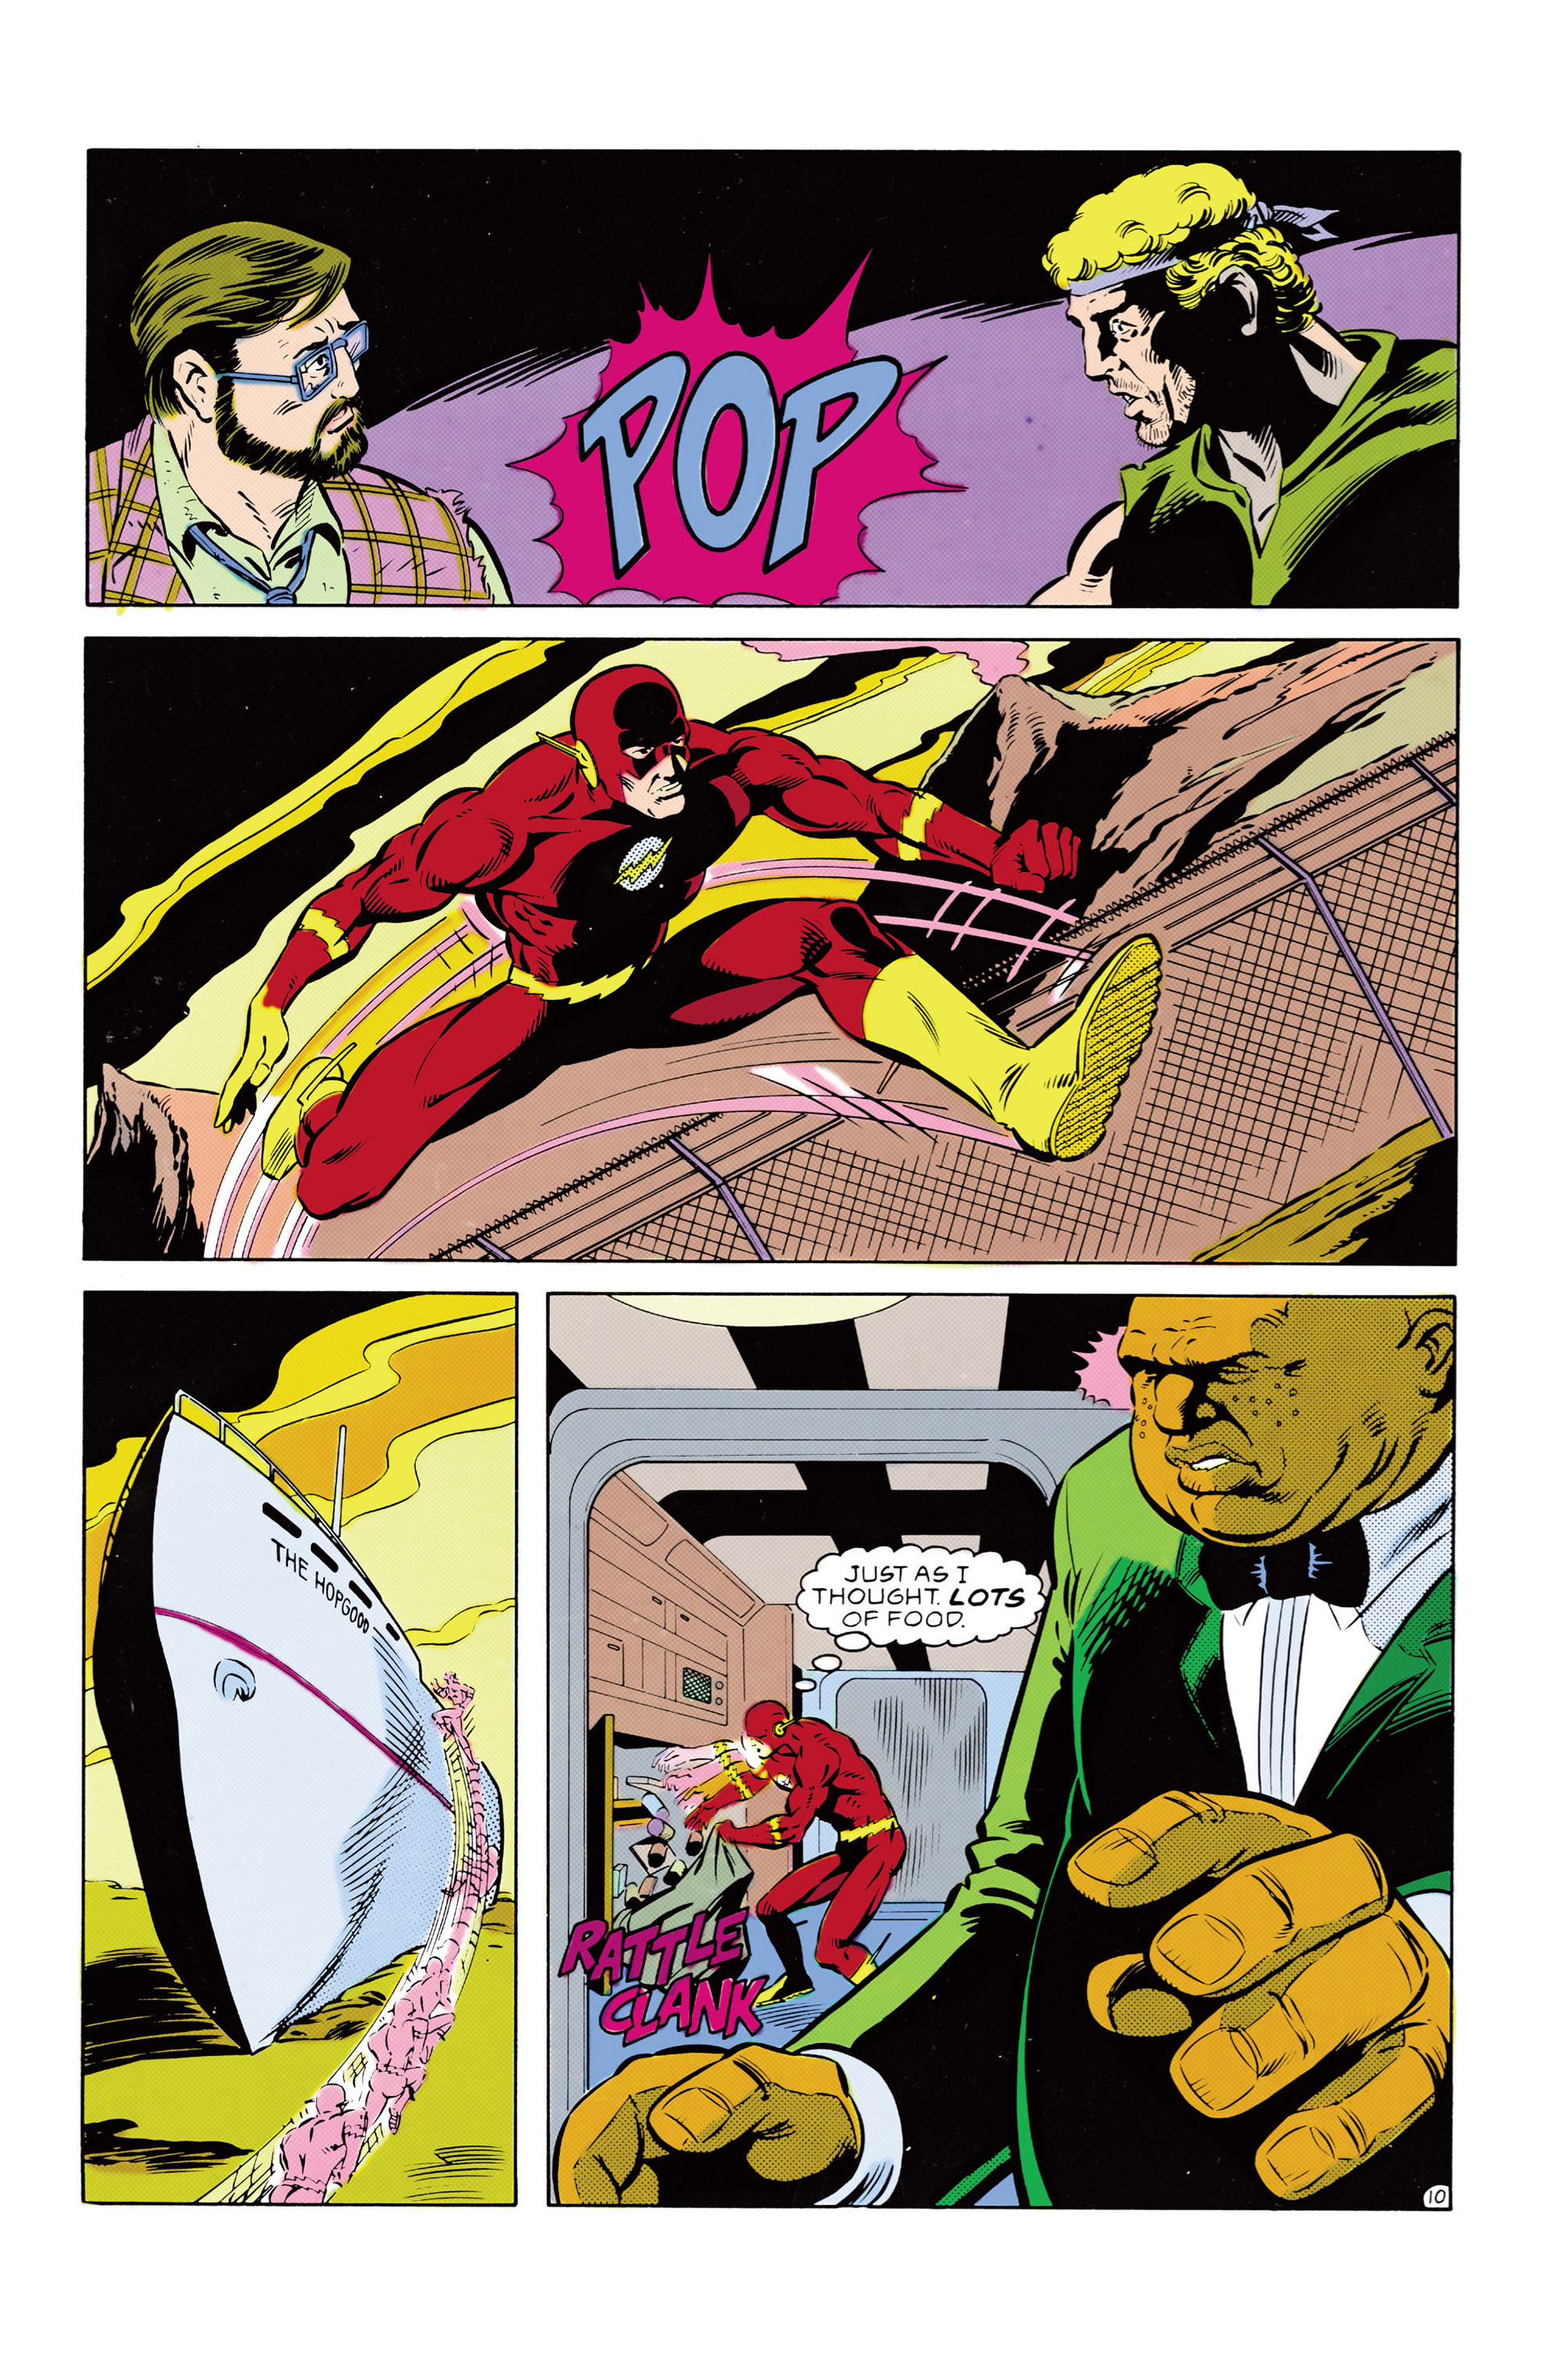 POP
THE HOPGOOD
JUST AS I
THOUGHT. LOTS
OF FOOD.
RATTLE
CLANK
10